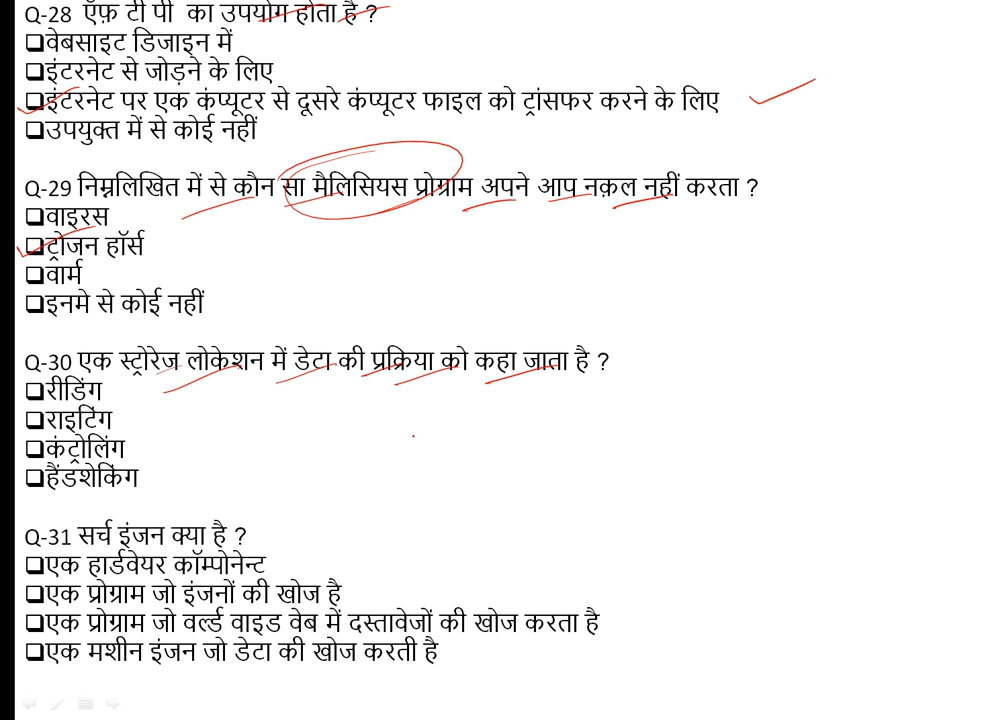 Q-28 ऍफ़ टी पी का उपयोग होता है ?
❑वेबसाइट डिजाइन में
❑इंटरनेट से जोड़ने के लिए
❑इंटरनेट पर एक कंप्यूटर से दूसरे कंप्यूटर फाइल को ट्रांसफर करने के लिए
❑उपयुक्त में से कोई नहीं
Q-29 निम्नलिखित में से कौन सा मैलिसियस प्रोग्राम अपने आप नक़ल नहीं करता ?
❑वाइरस
❑ट्रोजन हॉर्स
❑वार्म
❑इनमे से कोई नहीं
Q-30 एक स्ट्रोरेज लोकेशन में डेटा की प्रक्रिया को कहा जाता है ?
❑रीडिंग
❑राइटिंग
❑कंट्रोलिंग
❑हैंडशेकिंग
Q-31 सर्च इंजन क्या है ?
❑एक हार्डवेयर कॉम्पोनेन्ट
❑एक प्रोग्राम जो इंजनों की खोज है
❑एक प्रोग्राम जो वर्ल्ड वाइड वेब में दस्तावेजों की खोज करता है
❑एक मशीन इंजन जो डेटा की खोज करती है